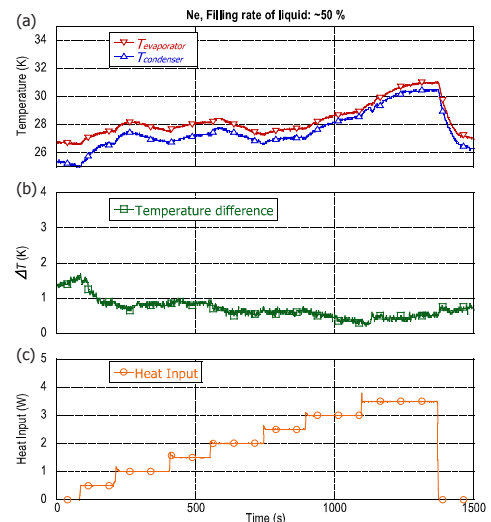 Ne, Filling rate of liquid: ~50 %
(a)
Temperature (K)
34
32
30
28
26
Tevaporator
Tcondenser
(b)
ΔT (K)
4
3
2
1
0
Temperature difference
(c)
Heat Input (W)
5
4
3
2
1
0
Heat Input
0 500 1000 1500
Time (s)